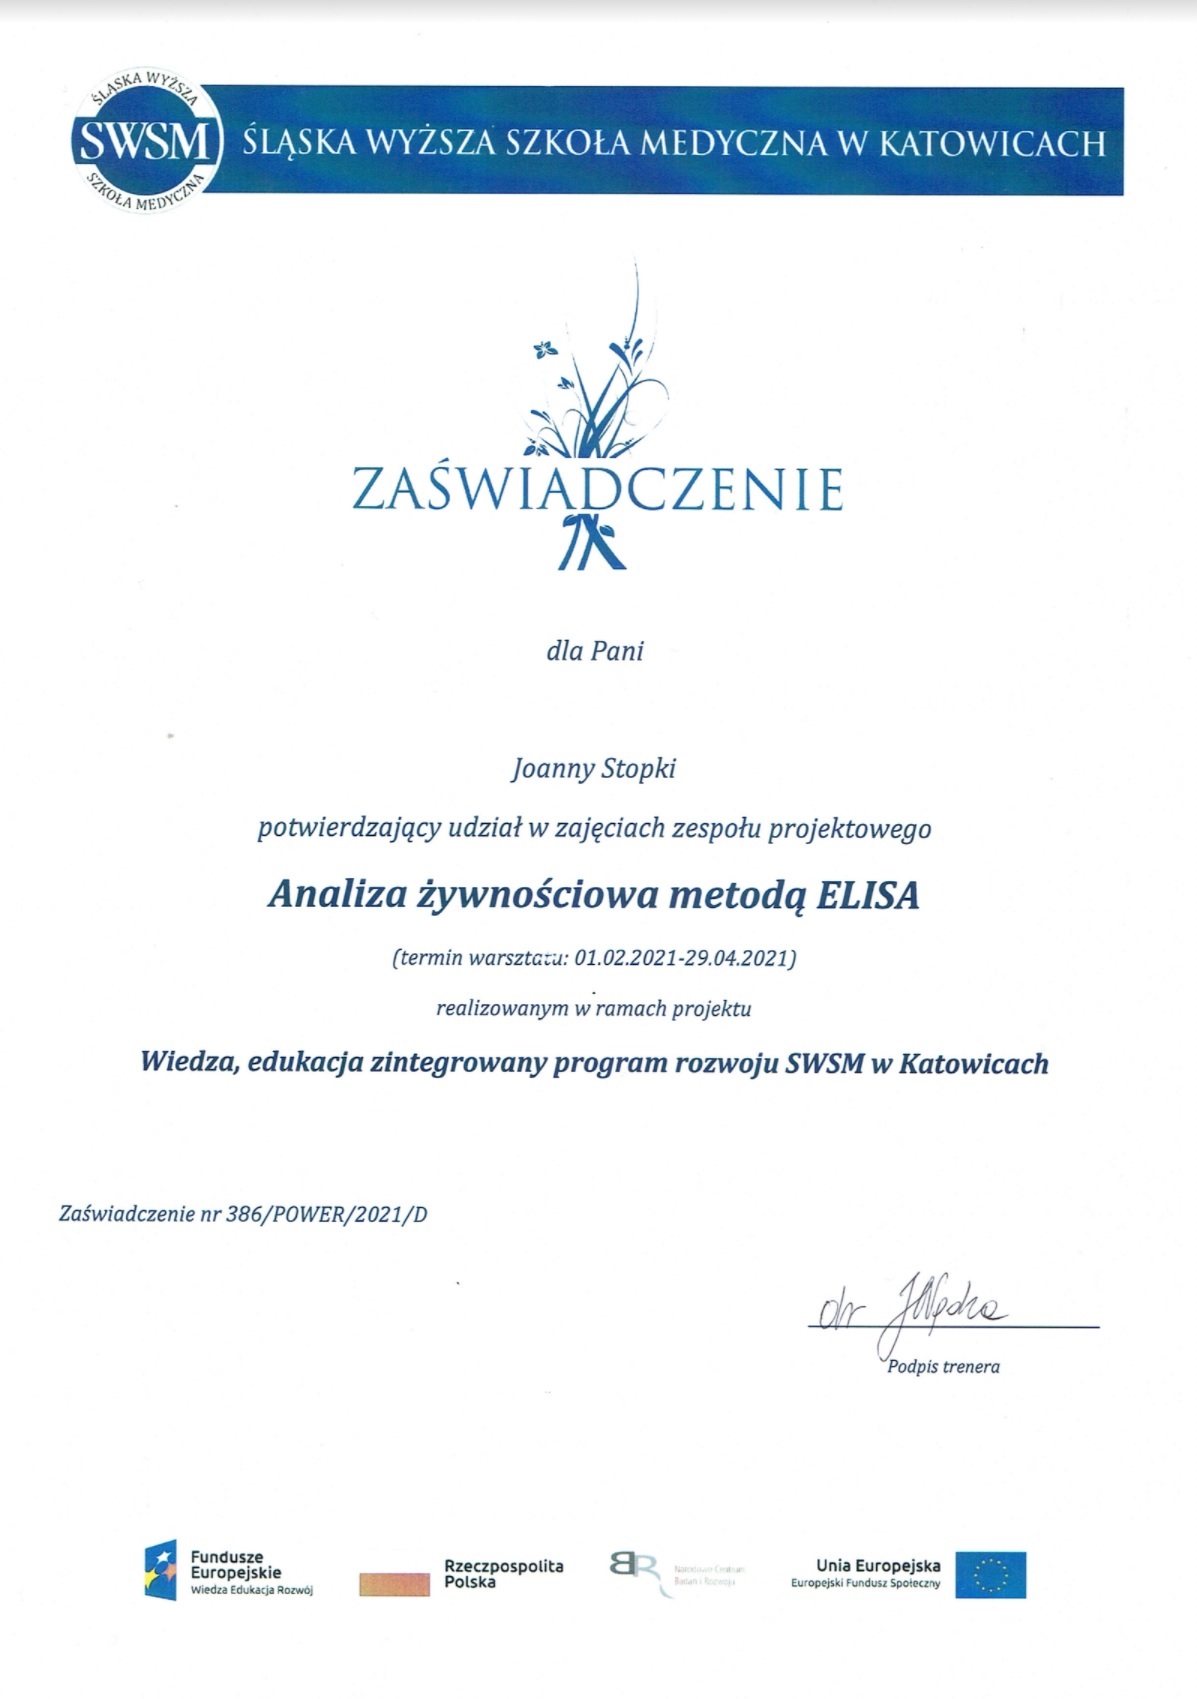 ŚLĄSKA WYŻSZA
SWSM
SZKOŁA MEDYCZNA
ŚLĄSKA WYŻSZA SZKOŁA MEDYCZNA W KATOWICACH
ZAŚWIADCZENIE
dla Pani
Joanny Stopki
potwierdzający udział w zajęciach zespołu projektowego
Analiza żywnościowa metodą ELISA
(termin warsztatu: 01.02.2021-29.04.2021)
realizowanym w ramach projektu
Wiedza, edukacja zintegrowany program rozwoju SWSM w Katowicach
Zaświadczenie nr 386/POWER/2021/D
dr
Podpis trenera
Fundusze
Europejskie
Wiedza Edukacja Rozwój
Rzeczpospolita
Polska
Narodowe Centrum
Badań i Rozwoju
Unia Europejska
Europejski Fundusz Społeczny